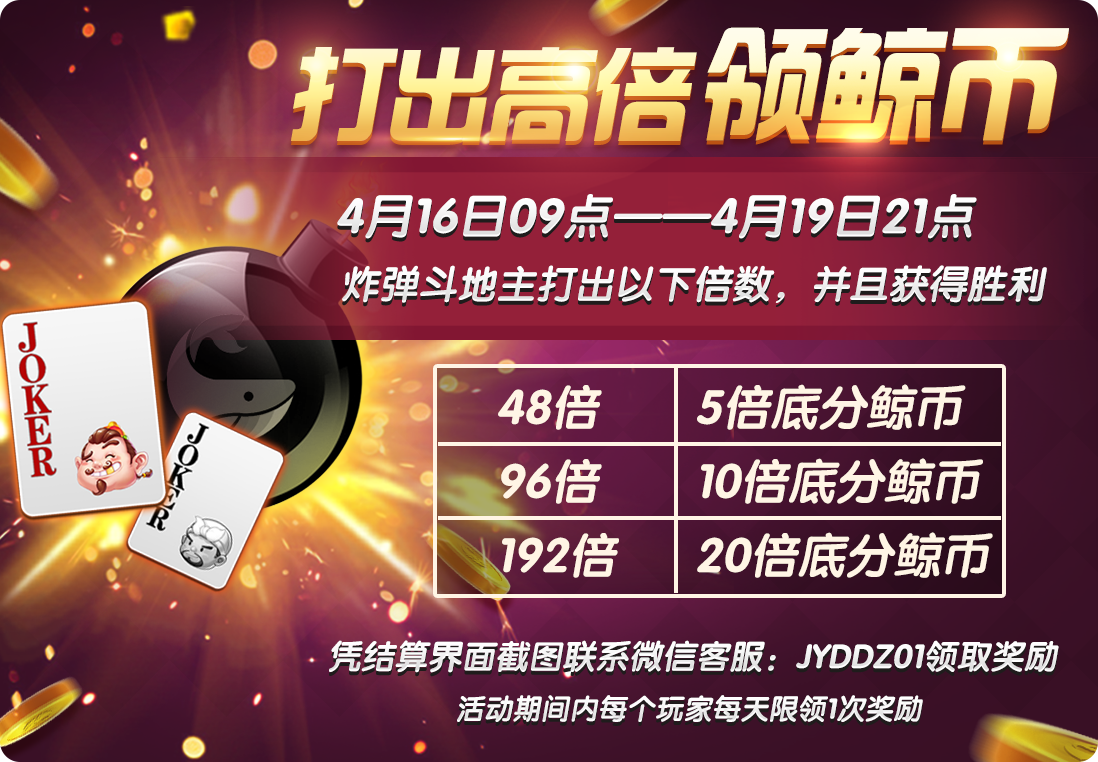 打出高倍 领鲸币
4月16日09点——4月19日21点
炸弹斗地主打出以下倍数，并且获得胜利
JOKER
JOKER
48倍 5倍底分鲸币
96倍 10倍底分鲸币
192倍 20倍底分鲸币
凭结算界面截图联系微信客服：JYDDZ01领取奖励
活动期间内每个玩家每天限领1次奖励